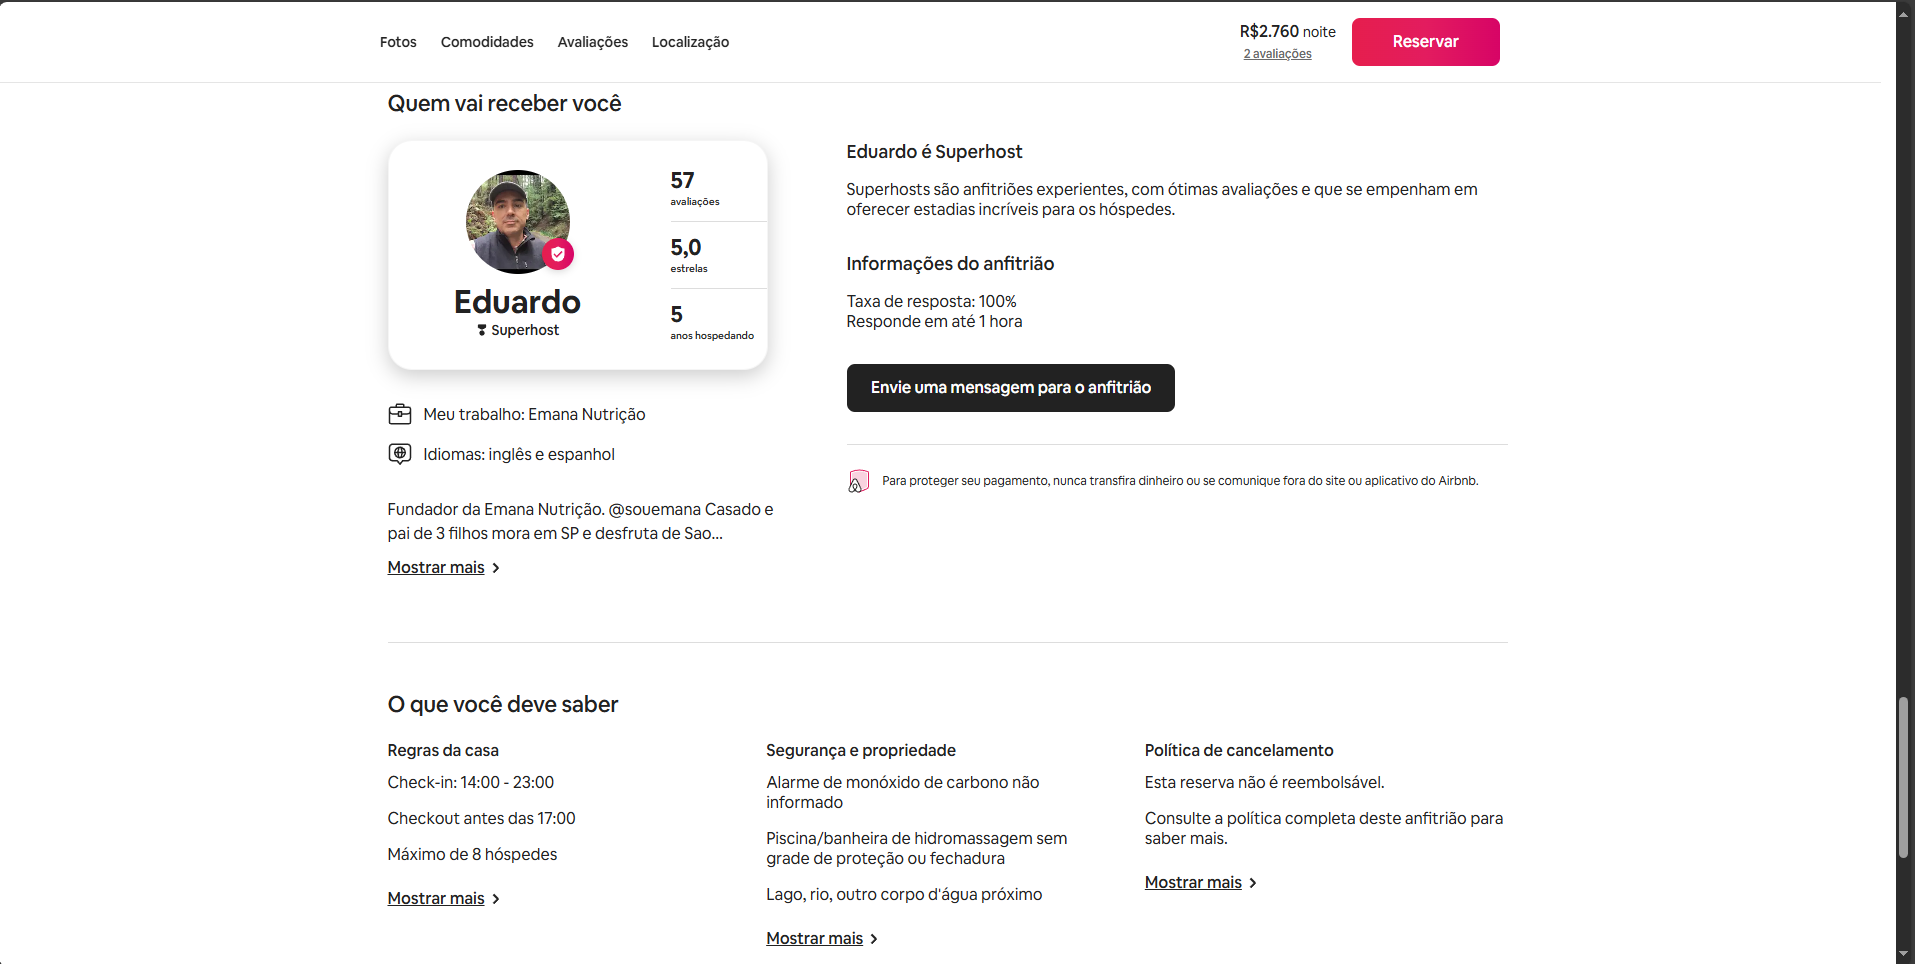 Fotos Comodidades Avaliações Localização
R$2.760 noite
2 avaliações
Reservar
Quem vai receber você
57
avaliações
5,0
estrelas
5
anos hospedando
Eduardo
Superhost
Meu trabalho: Emana Nutrição
Idiomas: inglês e espanhol
Fundador da Emana Nutrição. @souemana Casado e
pai de 3 filhos mora em SP e desfruta de Sao...
Mostrar mais
Eduardo é Superhost
Superhosts são anfitriões experientes, com ótimas avaliações e que se empenham em
oferecer estadias incríveis para os hóspedes.
Informações do anfitrião
Taxa de resposta: 100%
Responde em até 1 hora
Envie uma mensagem para o anfitrião
Para proteger seu pagamento, nunca transfira dinheiro ou se comunique fora do site ou aplicativo do Airbnb.
O que você deve saber
Regras da casa
Check-in: 14:00 - 23:00
Checkout antes das 17:00
Máximo de 8 hóspedes
Mostrar mais
Segurança e propriedade
Alarme de monóxido de carbono não
informado
Piscina/banheira de hidromassagem sem
grade de proteção ou fechadura
Lago, rio, outro corpo d'água próximo
Mostrar mais
Política de cancelamento
Esta reserva não é reembolsável.
Consulte a política completa deste anfitrião para
saber mais.
Mostrar mais